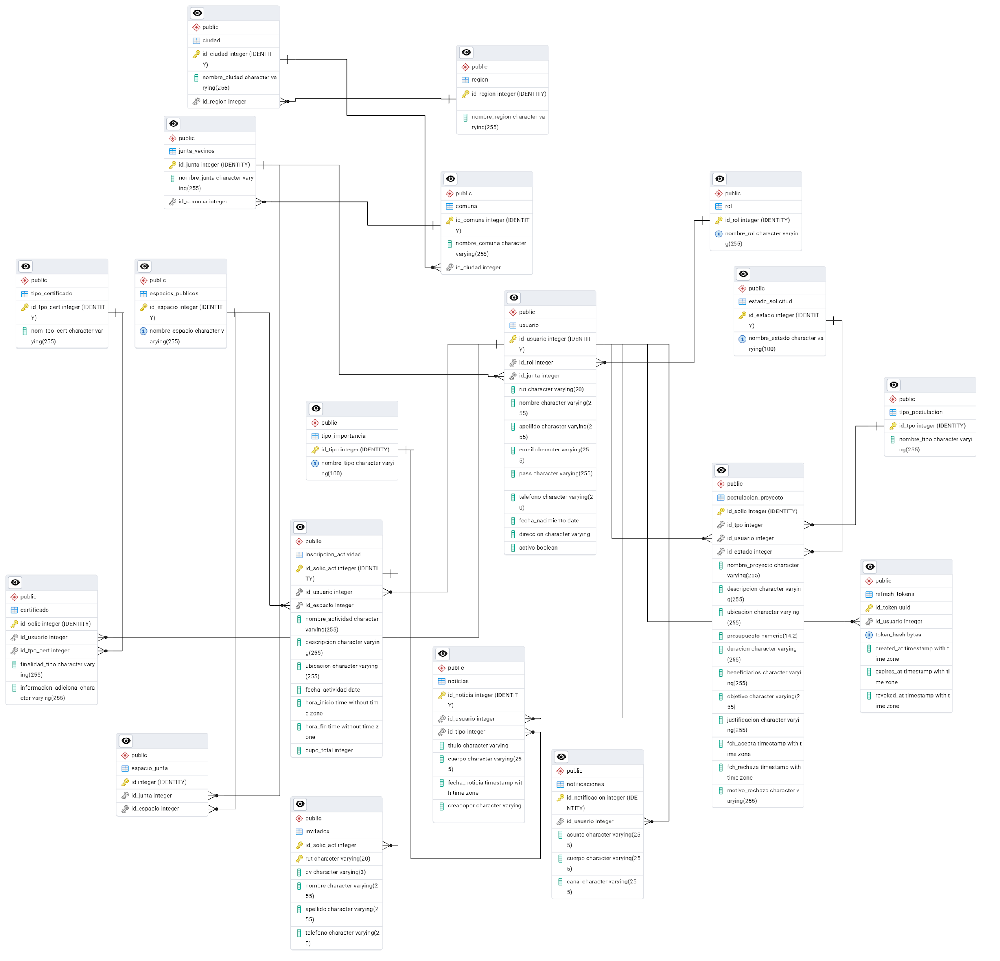 public
ciudad
id_ciudad integer (IDENTIT
Y)
nombre_ciudad character va
rying(255)
id_region integer
public
region
id_region integer (IDENTITY)
nombre_region character va
rying(255)
public
junta_vecinos
id_junta integer (IDENTITY)
nombre_junta character vary
ing(255)
id_comuna integer
public
comuna
id_comuna integer (IDENTIT
Y)
nombre_comuna character
varying(255)
id_ciudad integer
public
rol
id_rol integer (IDENTITY)
1 nombre_rol character varyin
g(255)
public
tipo_certificado
id_tpo_cert integer (IDENTIT
Y)
nom_tpo_cert character var
ying(255)
public
espacios_publicos
id_espacio integer (IDENTIT
Y)
1 nombre_espacio character v
arying(255)
public
estado_solicitud
id_estado integer (IDENTIT
Y)
1 nombre_estado character va
rying(100)
public
usuario
id_usuario integer (IDENTIT
Y)
id_rol integer
id_junta integer
rut character varying(20)
nombre character varying(2
55)
apellido character varying(2
55)
email character varying(25
5)
pass character varying(255)
telefono character varying(2
0)
fecha_nacimiento date
direccion character varying
activo boolean
public
tipo_postulacion
id_tpo integer (IDENTITY)
nombre_tipo character varyi
ng(255)
public
tipo_importancia
id_tipo integer (IDENTITY)
1 nombre_tipo character varyi
ng(100)
public
postulacion_proyecto
id_solic integer (IDENTITY)
id_tpo integer
id_usuario integer
id_estado integer
nombre_proyecto character
varying(255)
descripcion character varyin
g(255)
ubicacion character varying
(255)
presupuesto numeric(14,2)
duracion character varying
(255)
beneficiarios character varyi
ng(255)
objetivo character varying(2
55)
justificacion character varyi
ng(255)
fch_acepta timestamp with t
ime zone
fch_rechaza timestamp with
time zone
motivo_rechazo character v
arying(255)
public
inscripcion_actividad
id_solic_act integer (IDENTI
TY)
id_usuario integer
id_espacio integer
nombre_actividad character
varying(255)
descripcion character varyin
g(255)
ubicacion character varying
(255)
fecha_actividad date
hora_inicio time without tim
e zone
hora_fin time without time z
one
cupo_total integer
public
refresh_tokens
id_token uuid
id_usuario integer
1 token_hash bytea
created_at timestamp with t
ime zone
expires_at timestamp with ti
me zone
revoked_at timestamp with t
ime zone
public
certificado
id_solic integer (IDENTITY)
id_usuario integer
id_tpo_cert integer
finalidad_tipo character vary
ing(255)
informacion_adicional chara
cter varying(255)
public
noticias
id_noticia integer (IDENTIT
Y)
id_usuario integer
id_tipo integer
titulo character varying
cuerpo character varying(25
5)
fecha_noticia timestamp wit
h time zone
creadopor character varying
public
espacio_junta
id integer (IDENTITY)
id_junta integer
id_espacio integer
public
notificaciones
id_notificacion integer (IDE
NTITY)
id_usuario integer
asunto character varying(25
5)
cuerpo character varying(25
5)
canal character varying(25
5)
public
invitados
id_solic_act integer
rut character varying(20)
dv character varying(3)
nombre character varying(2
55)
apellido character varying(2
55)
telefono character varying(2
0)